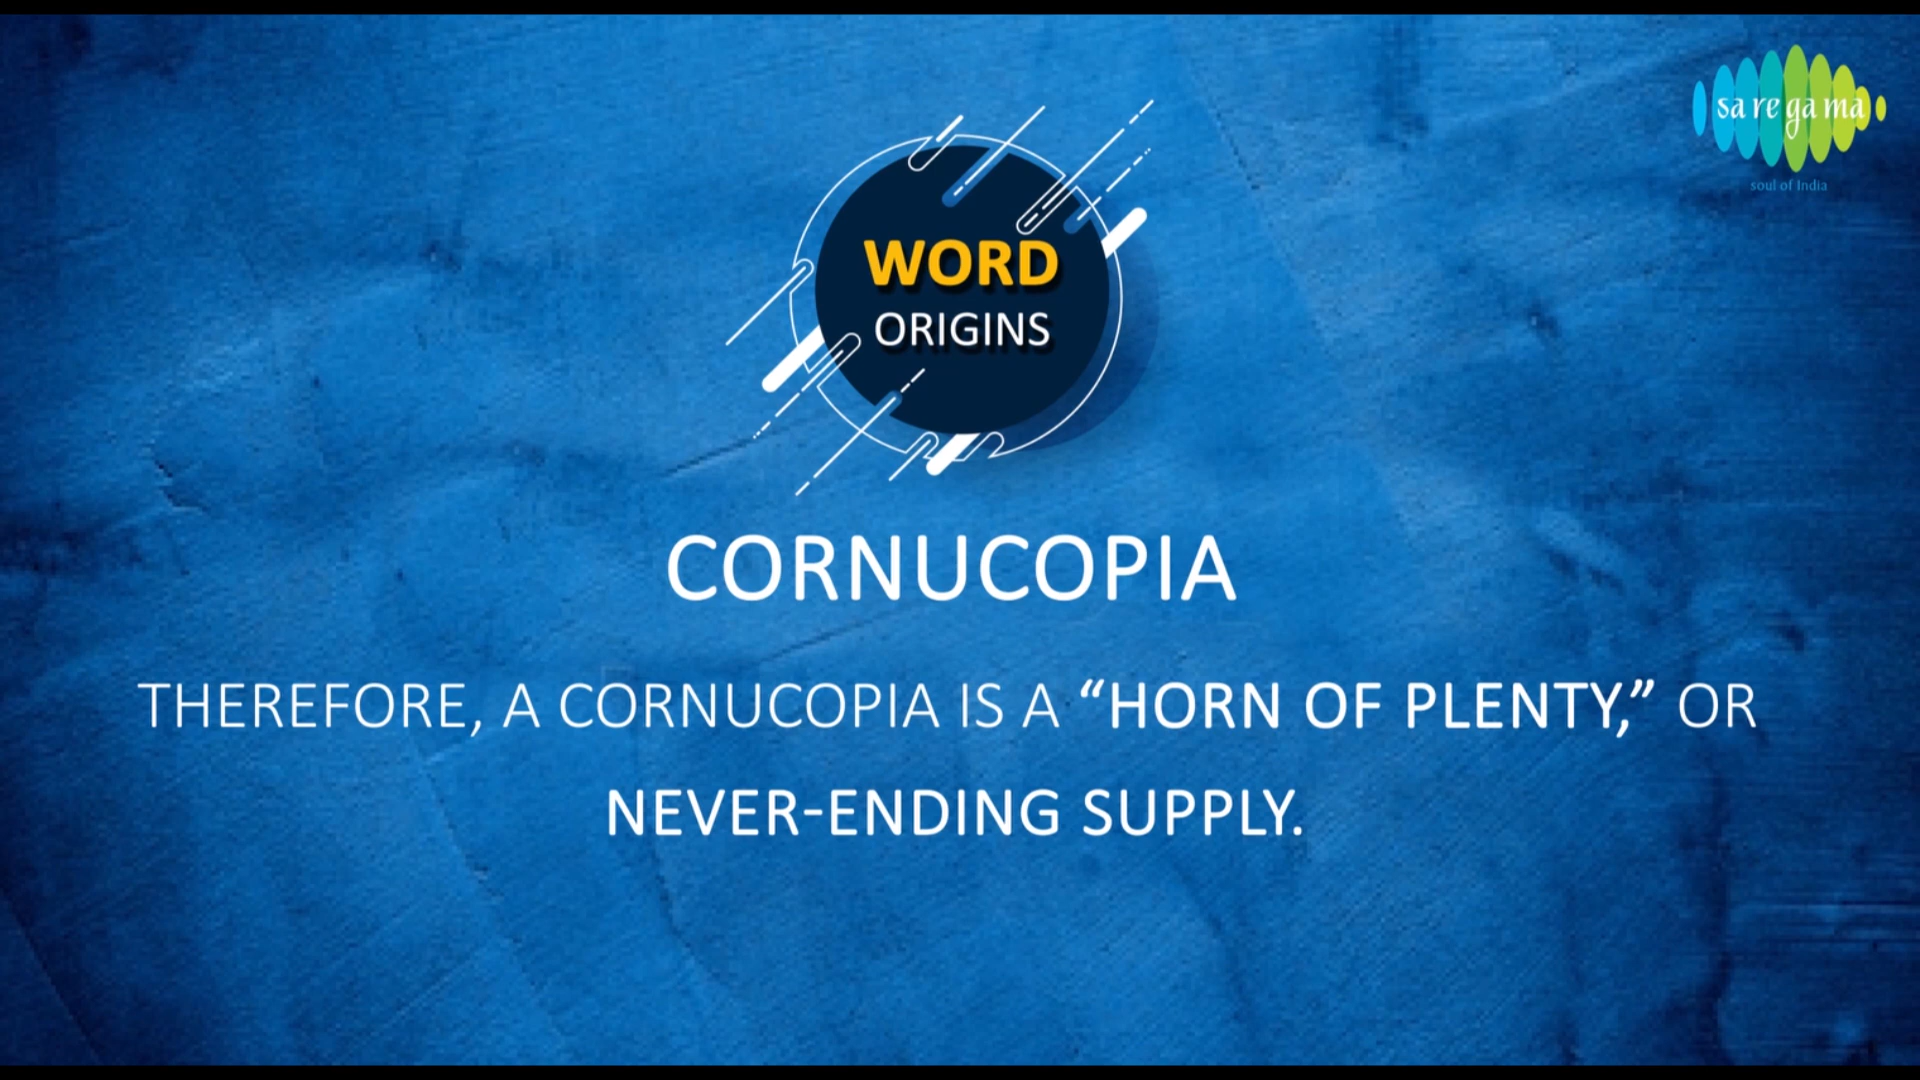 sa re ga ma
soul of India
WORD
ORIGINS
CORNUCOPIA
THEREFORE, A CORNUCOPIA IS A “HORN OF PLENTY,” OR
NEVER-ENDING SUPPLY.